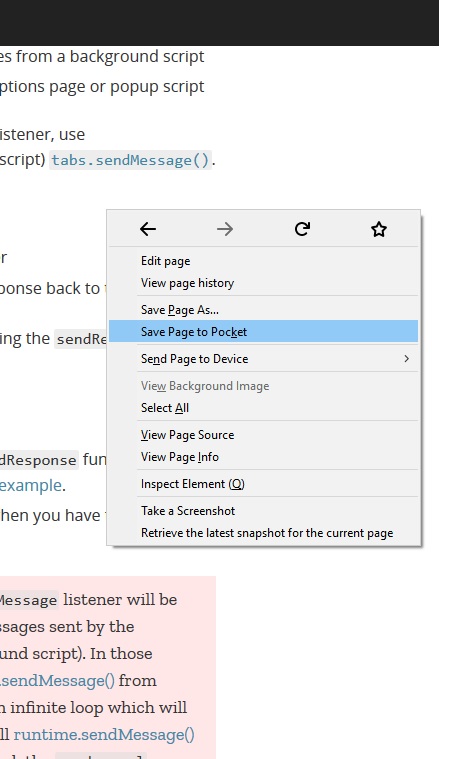 es from a background script
ptions page or popup script
istener, use
script) tabs.sendMessage().
r
ponse back to
ing the sendRe
dResponse fun
example.
hen you have
Edit page
View page history
Save Page As...
Save Page to Pocket
Send Page to Device
View Background Image
Select All
View Page Source
View Page Info
Inspect Element (Q)
Take a Screenshot
Retrieve the latest snapshot for the current page
Message listener will be
ssages sent by the
und script). In those
.sendMessage() from
n infinite loop which will
ll runtime.sendMessage()